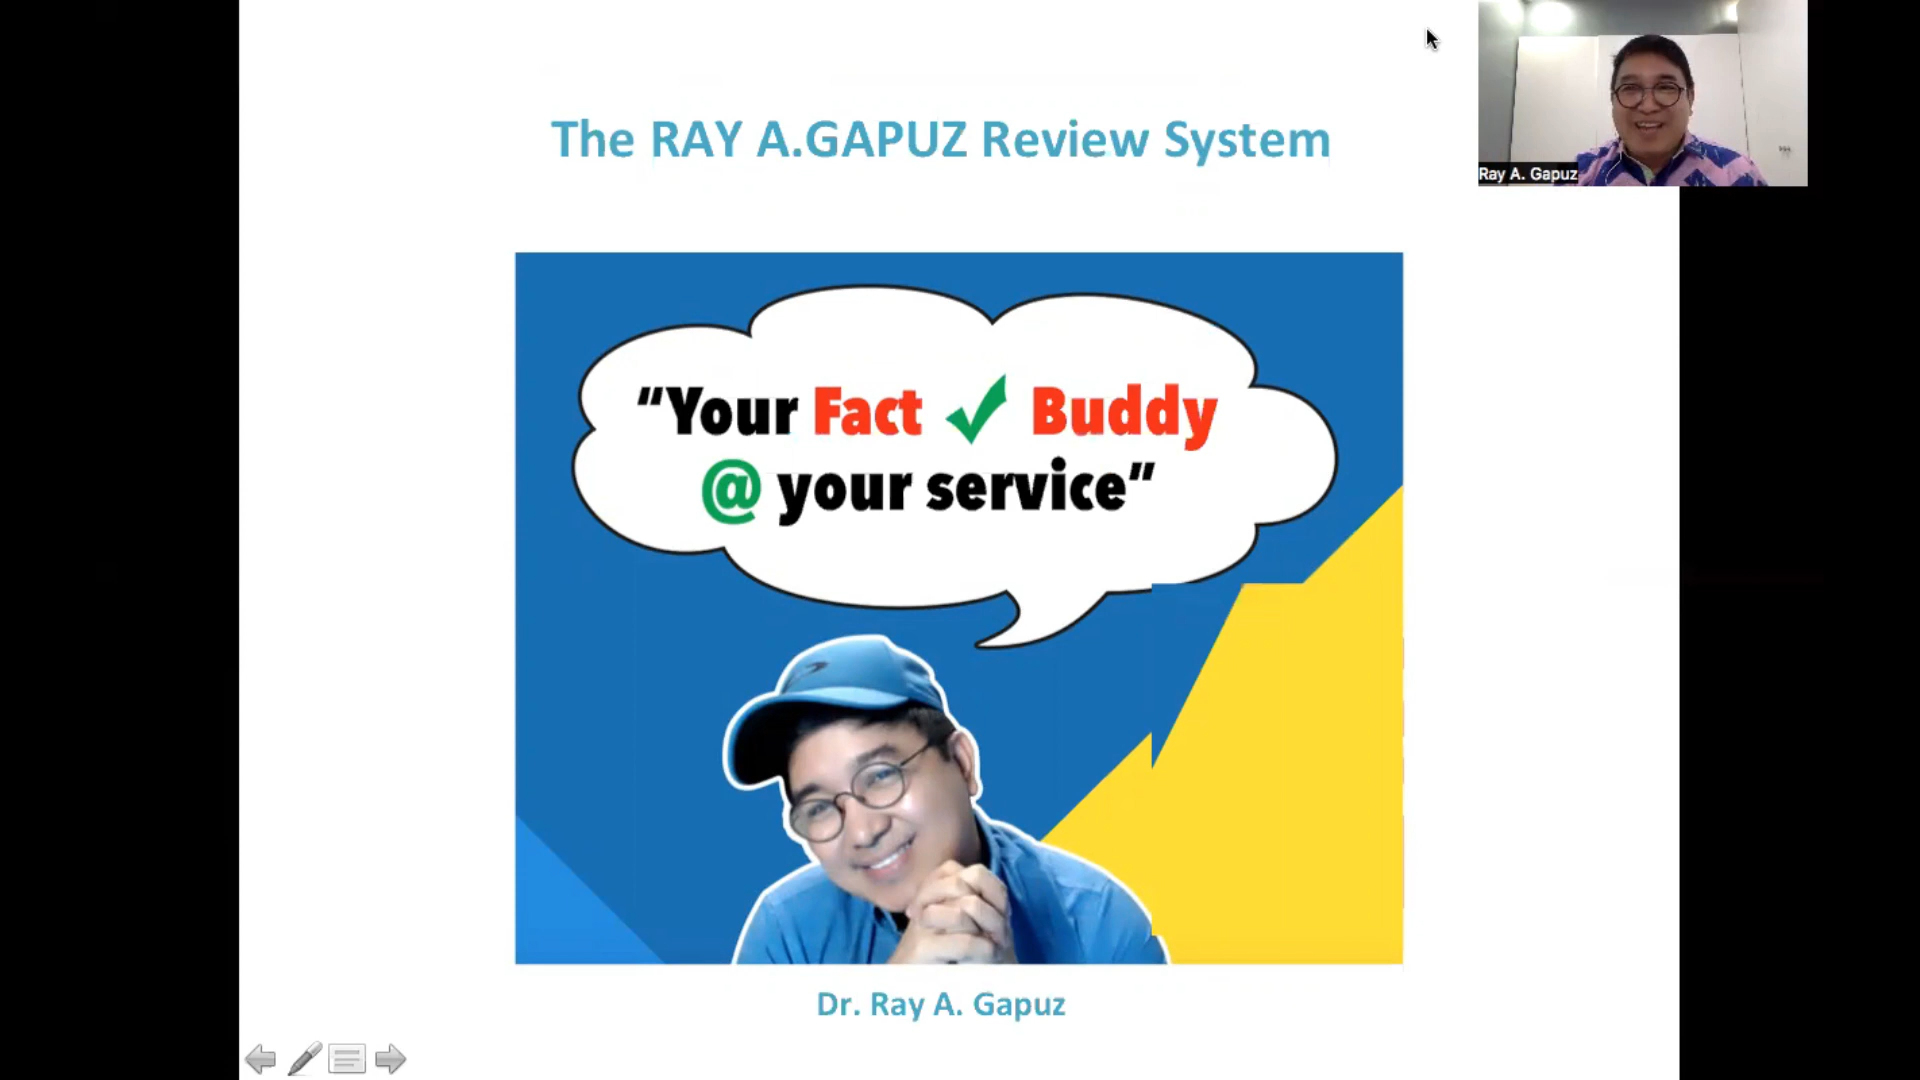 The RAY A.GAPUZ Review System
Ray A. Gapuz
“Your Fact ✓ Buddy
@ your service”
Dr. Ray A. Gapuz